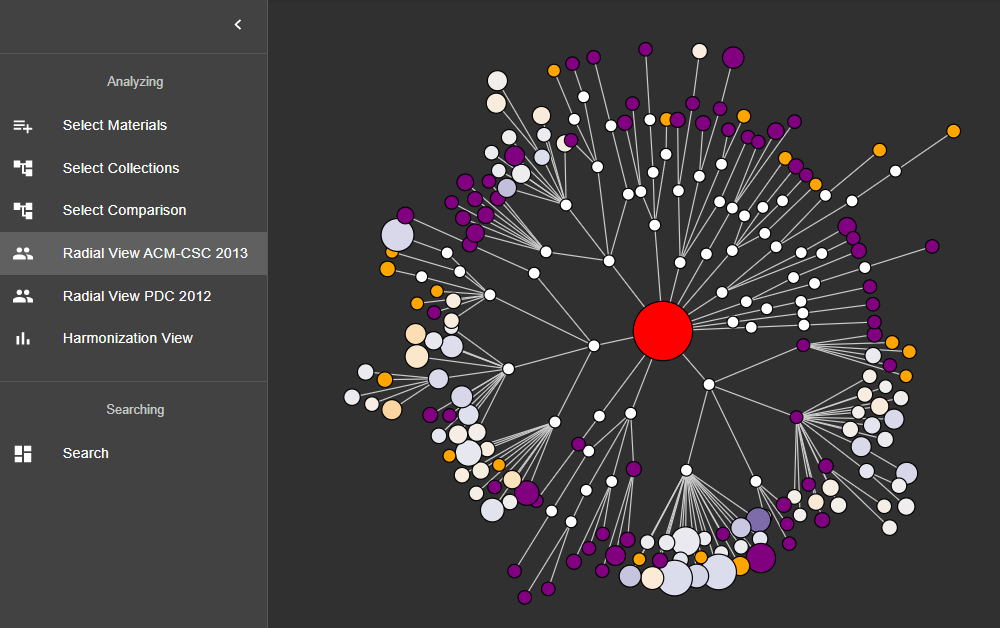 Analyzing
Select Materials
Select Collections
Select Comparison
Radial View ACM-CSC 2013
Radial View PDC 2012
Harmonization View
Searching
Search